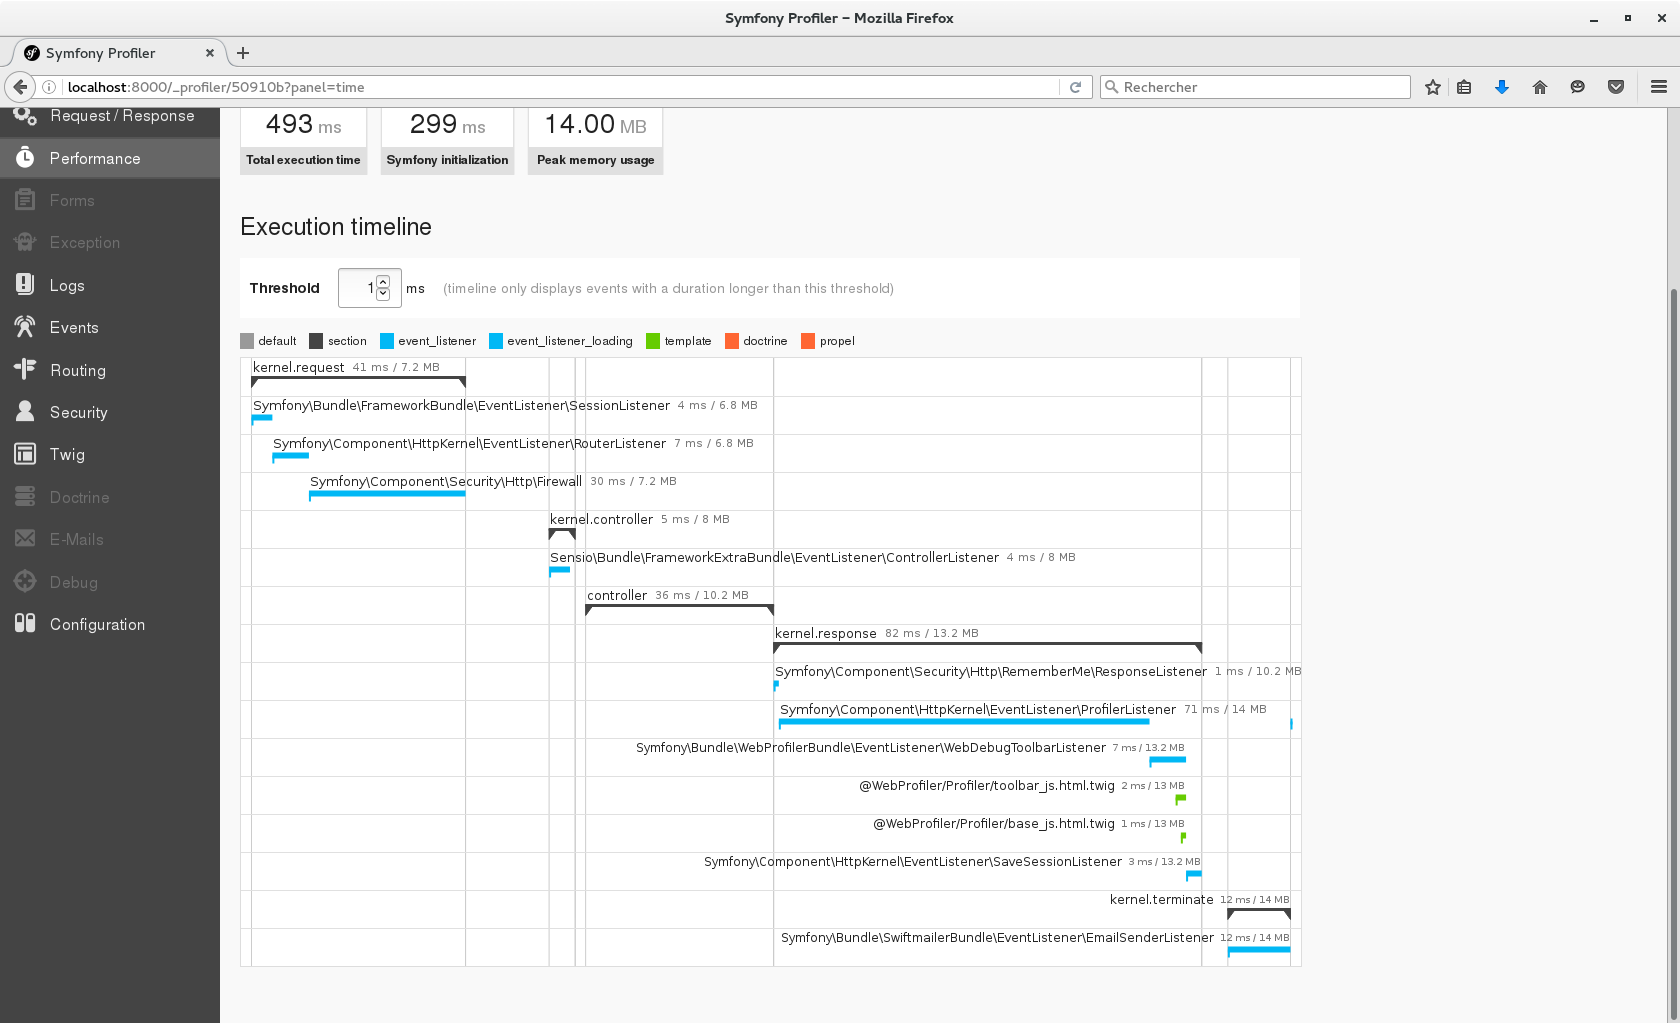 Symfony Profiler – Mozilla Firefox
Symfony Profiler
localhost:8000/_profiler/50910b?panel=time
Rechercher
Request / Response
Performance
Forms
Exception
Logs
Events
Routing
Security
Twig
Doctrine
E-Mails
Debug
Configuration
493 ms
Total execution time
299 ms
Symfony initialization
14.00 MB
Peak memory usage
Execution timeline
Threshold 1 ms (timeline only displays events with a duration longer than this threshold)
default section event_listener event_listener_loading template doctrine propel
kernel.request 41 ms / 7.2 MB
Symfony\Bundle\FrameworkBundle\EventListener\SessionListener 4 ms / 6.8 MB
Symfony\Component\HttpKernel\EventListener\RouterListener 7 ms / 6.8 MB
Symfony\Component\Security\Http\Firewall 30 ms / 7.2 MB
kernel.controller 5 ms / 8 MB
Sensio\Bundle\FrameworkExtraBundle\EventListener\ControllerListener 4 ms / 8 MB
controller 36 ms / 10.2 MB
kernel.response 82 ms / 13.2 MB
Symfony\Component\Security\Http\RememberMe\ResponseListener 1 ms / 10.2 MB
Symfony\Component\HttpKernel\EventListener\ProfilerListener 71 ms / 14 MB
Symfony\Bundle\WebProfilerBundle\EventListener\WebDebugToolbarListener 7 ms / 13.2 MB
@WebProfiler/Profiler/toolbar_js.html.twig 2 ms / 13 MB
@WebProfiler/Profiler/base_js.html.twig 1 ms / 13 MB
Symfony\Component\HttpKernel\EventListener\SaveSessionListener 3 ms / 13.2 MB
kernel.terminate 12 ms / 14 MB
Symfony\Bundle\SwiftmailerBundle\EventListener\EmailSenderListener 12 ms / 14 MB